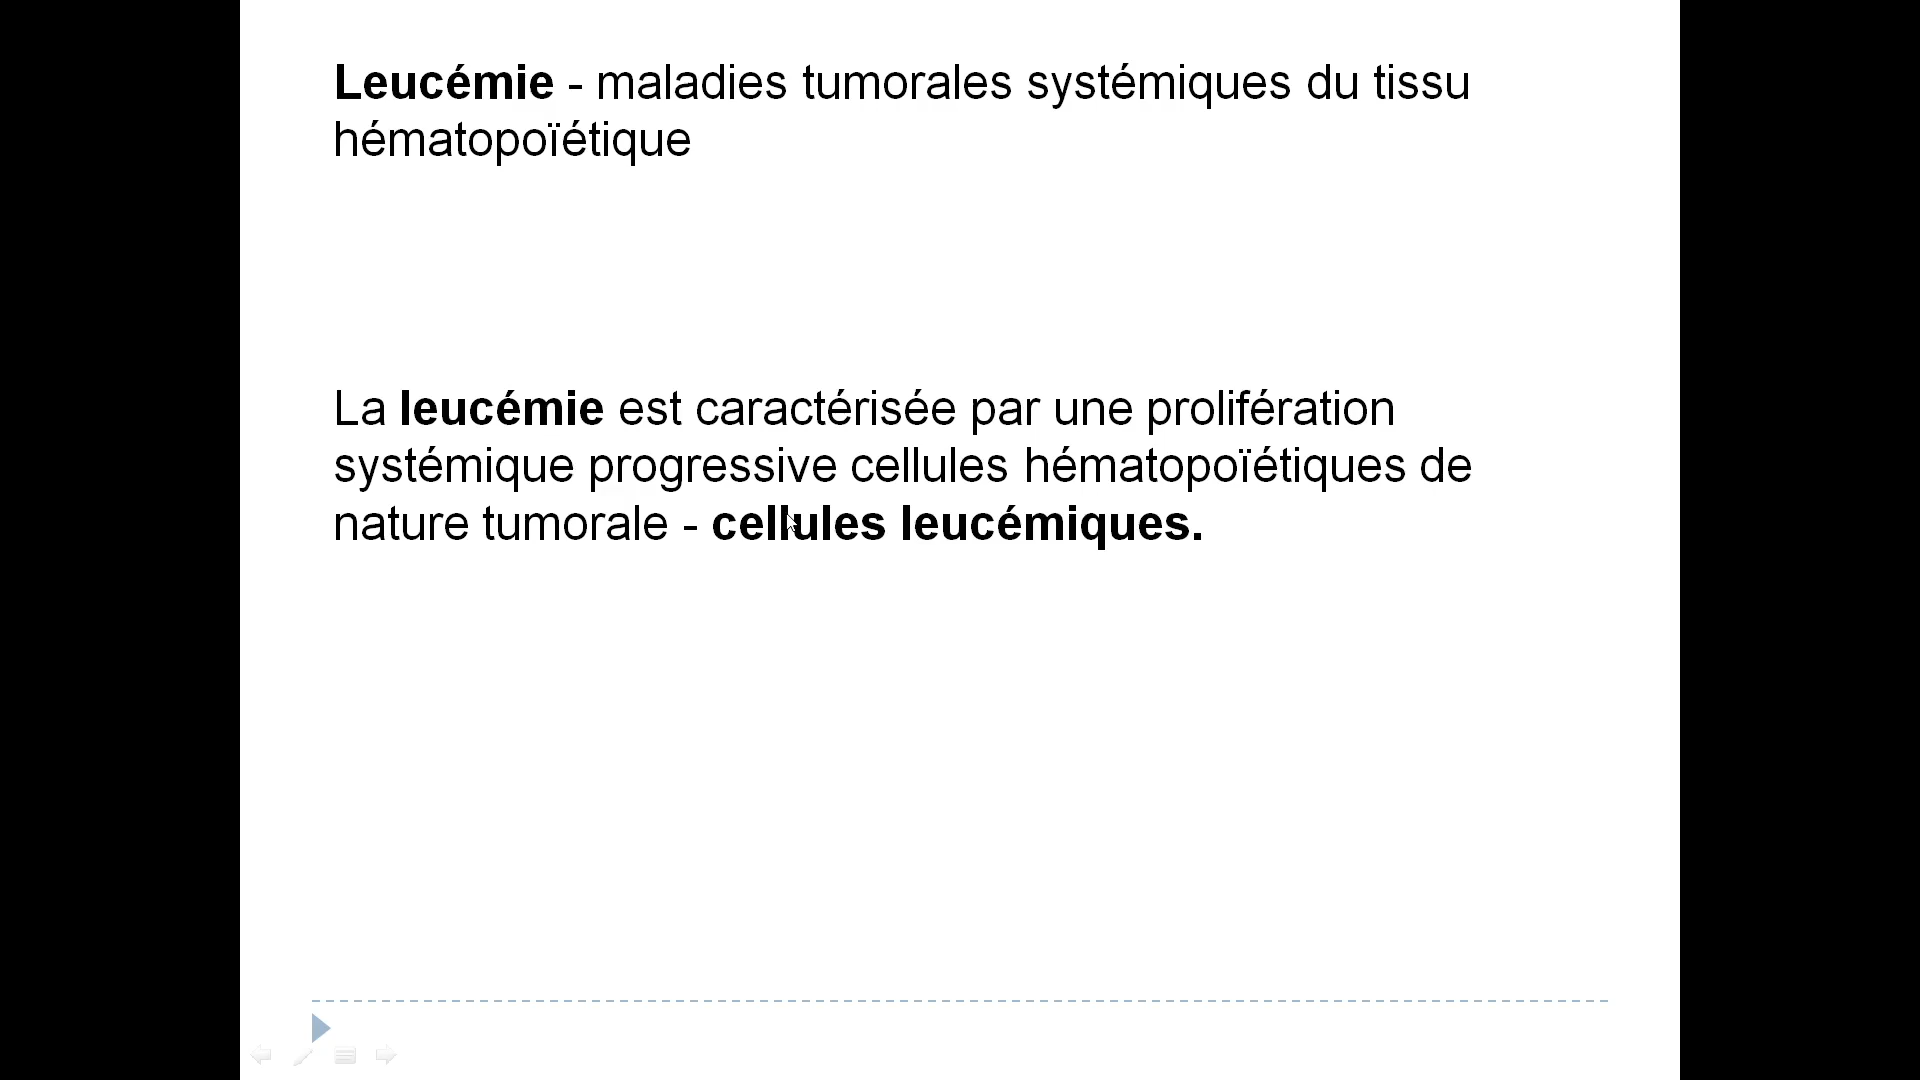 Leucémie - maladies tumorales systémiques du tissu
hématopoïétique
La leucémie est caractérisée par une prolifération
systémique progressive cellules hématopoïétiques de
nature tumorale - cellules leucémiques.